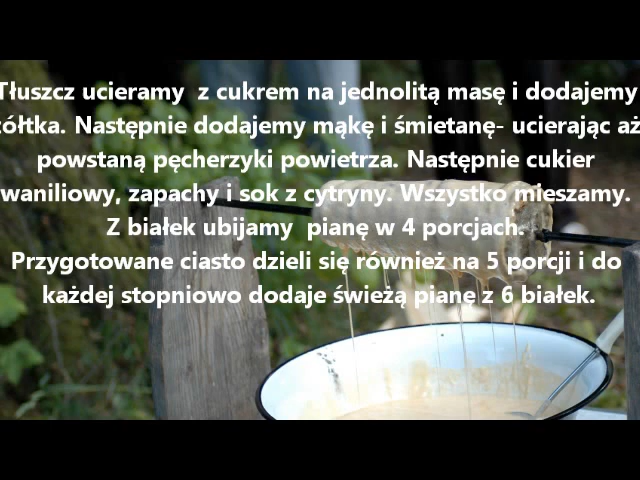 Tłuszcz ucieramy z cukrem na jednolitą masę i dodajemy
żółtka. Następnie dodajemy mąkę i śmietanę- ucierając aż
powstaną pęcherzyki powietrza. Następnie cukier
waniliowy, zapachy i sok z cytryny. Wszystko mieszamy.
Z białek ubijamy pianę w 4 porcjach.
Przygotowane ciasto dzieli się również na 5 porcji i do
każdej stopniowo dodaje świeżą pianę z 6 białek.